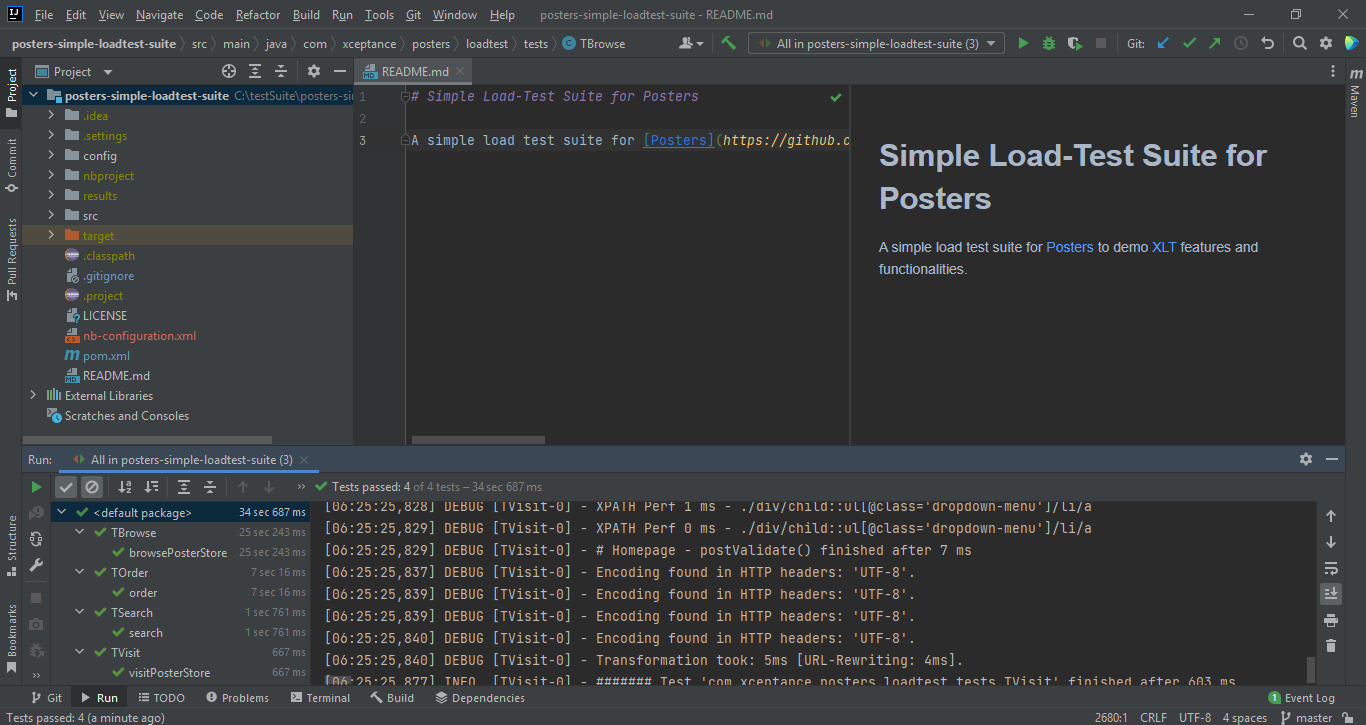 File Edit View Navigate Code Refactor Build Run Tools Git Window Help posters-simple-loadtest-suite - README.md
posters-simple-loadtest-suite src main java com xceptance posters loadtest tests TBrowse All in posters-simple-loadtest-suite (3) Git:
Project
README.md
posters-simple-loadtest-suite C:\testSuite\posters-si
.idea
.settings
config
nbproject
results
src
target
.classpath
.gitignore
.project
LICENSE
nb-configuration.xml
pom.xml
README.md
External Libraries
Scratches and Consoles
1 # Simple Load-Test Suite for Posters
2
3 A simple load test suite for [Posters](https://github.c
Simple Load-Test Suite for
Posters
A simple load test suite for Posters to demo XLT features and
functionalities.
Project
Commit
Pull Requests
Structure
Bookmarks
m
Maven
Run: All in posters-simple-loadtest-suite (3)
Tests passed: 4 of 4 tests – 34 sec 687 ms
<default package> 34 sec 687 ms
TBrowse 25 sec 243 ms
browsePosterStore 25 sec 243 ms
TOrder 7 sec 16 ms
order 7 sec 16 ms
TSearch 1 sec 761 ms
search 1 sec 761 ms
TVisit 667 ms
visitPosterStore 667 ms
[06:25:25,828] DEBUG [TVisit-0] - XPATH Perf 1 ms - ./div/child::ul[@class='dropdown-menu']/li/a
[06:25:25,829] DEBUG [TVisit-0] - XPATH Perf 0 ms - ./div/child::ul[@class='dropdown-menu']/li/a
[06:25:25,829] DEBUG [TVisit-0] - # Homepage - postValidate() finished after 7 ms
[06:25:25,837] DEBUG [TVisit-0] - Encoding found in HTTP headers: 'UTF-8'.
[06:25:25,839] DEBUG [TVisit-0] - Encoding found in HTTP headers: 'UTF-8'.
[06:25:25,839] DEBUG [TVisit-0] - Encoding found in HTTP headers: 'UTF-8'.
[06:25:25,840] DEBUG [TVisit-0] - Encoding found in HTTP headers: 'UTF-8'.
[06:25:25,840] DEBUG [TVisit-0] - Transformation took: 5ms [URL-Rewriting: 4ms].
[06:25:25,877] INFO [TVisit-0] - ####### Test 'com.xceptance.posters.loadtest.tests.TVisit' finished after 603 ms
Git Run TODO Problems Terminal Build Dependencies 1 Event Log
Tests passed: 4 (a minute ago) 2680:1 CRLF UTF-8 4 spaces master